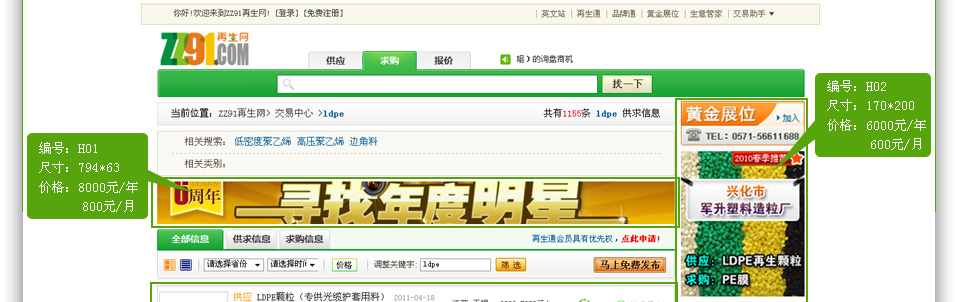 你好!欢迎来到ZZ91再生网! [登录] [免费注册]
| 英文站 | 再生通 | 品牌通 | 黄金展位 | 生意管家 | 交易助手 ▼
ZZ91.COM 再生网
供应 求购 报价
的询盘商机
找一下
当前位置: ZZ91再生网> 交易中心 >ldpe
共有1155条 ldpe 供求信息
相关搜索: 低密度聚乙烯 高压聚乙烯 边角料
相关类别:
编号: H01
尺寸: 794*63
价格: 8000元/年
800元/月
6周年
寻找年度明星
全部信息 供求信息 求购信息
再生通会员具有优先权,点此申请!
请选择省份 请选择时 价格 调整关键字: ldpe 筛选
马上免费发布
供应 LDPE颗粒(专供光缆护套用料) 2011-04-18
黄金展位 加入
TEL: 0571-56611688
2010春季推荐
兴化市
军升塑料造粒厂
供应: LDPE再生颗粒
求购: PE膜
编号: H02
尺寸: 170*200
价格: 6000元/年
600元/月